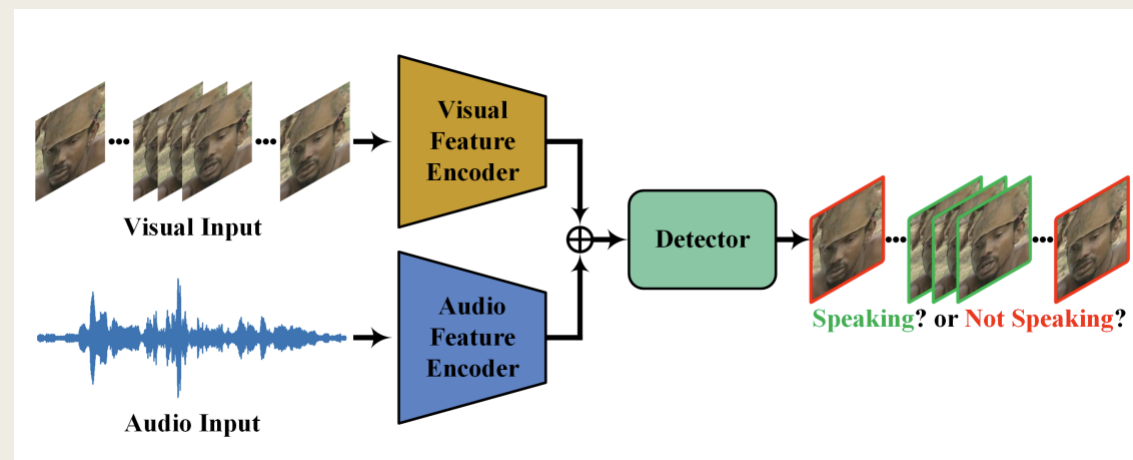 Visual
Feature
Encoder
Visual Input
Detector
Audio
Feature
Encoder
Audio Input
Speaking? or Not Speaking?